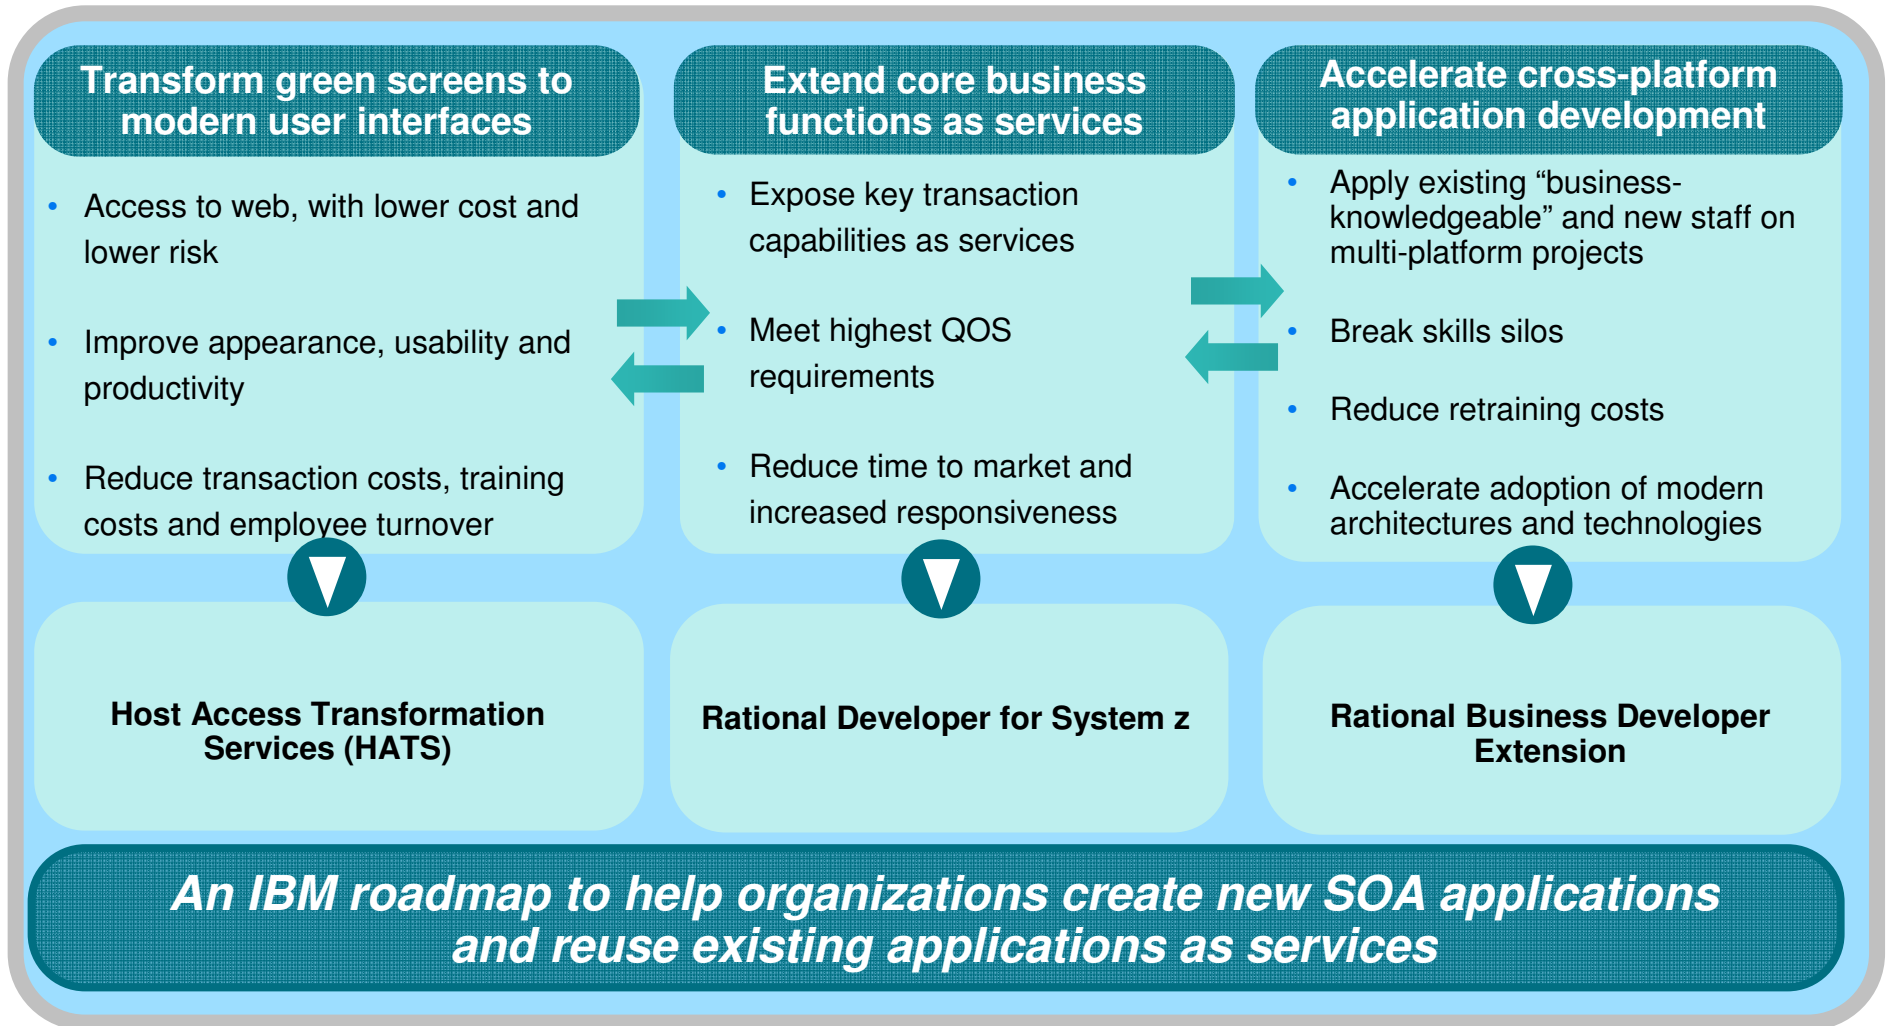 Transform green screens to
modern user interfaces
• Access to web, with lower cost and
lower risk
• Improve appearance, usability and
productivity
• Reduce transaction costs, training
costs and employee turnover
Host Access Transformation
Services (HATS)
Extend core business
functions as services
• Expose key transaction
capabilities as services
• Meet highest QOS
requirements
• Reduce time to market and
increased responsiveness
Rational Developer for System z
Accelerate cross-platform
application development
• Apply existing “business-
knowledgeable” and new staff on
multi-platform projects
• Break skills silos
• Reduce retraining costs
• Accelerate adoption of modern
architectures and technologies
Rational Business Developer
Extension
An IBM roadmap to help organizations create new SOA applications
and reuse existing applications as services